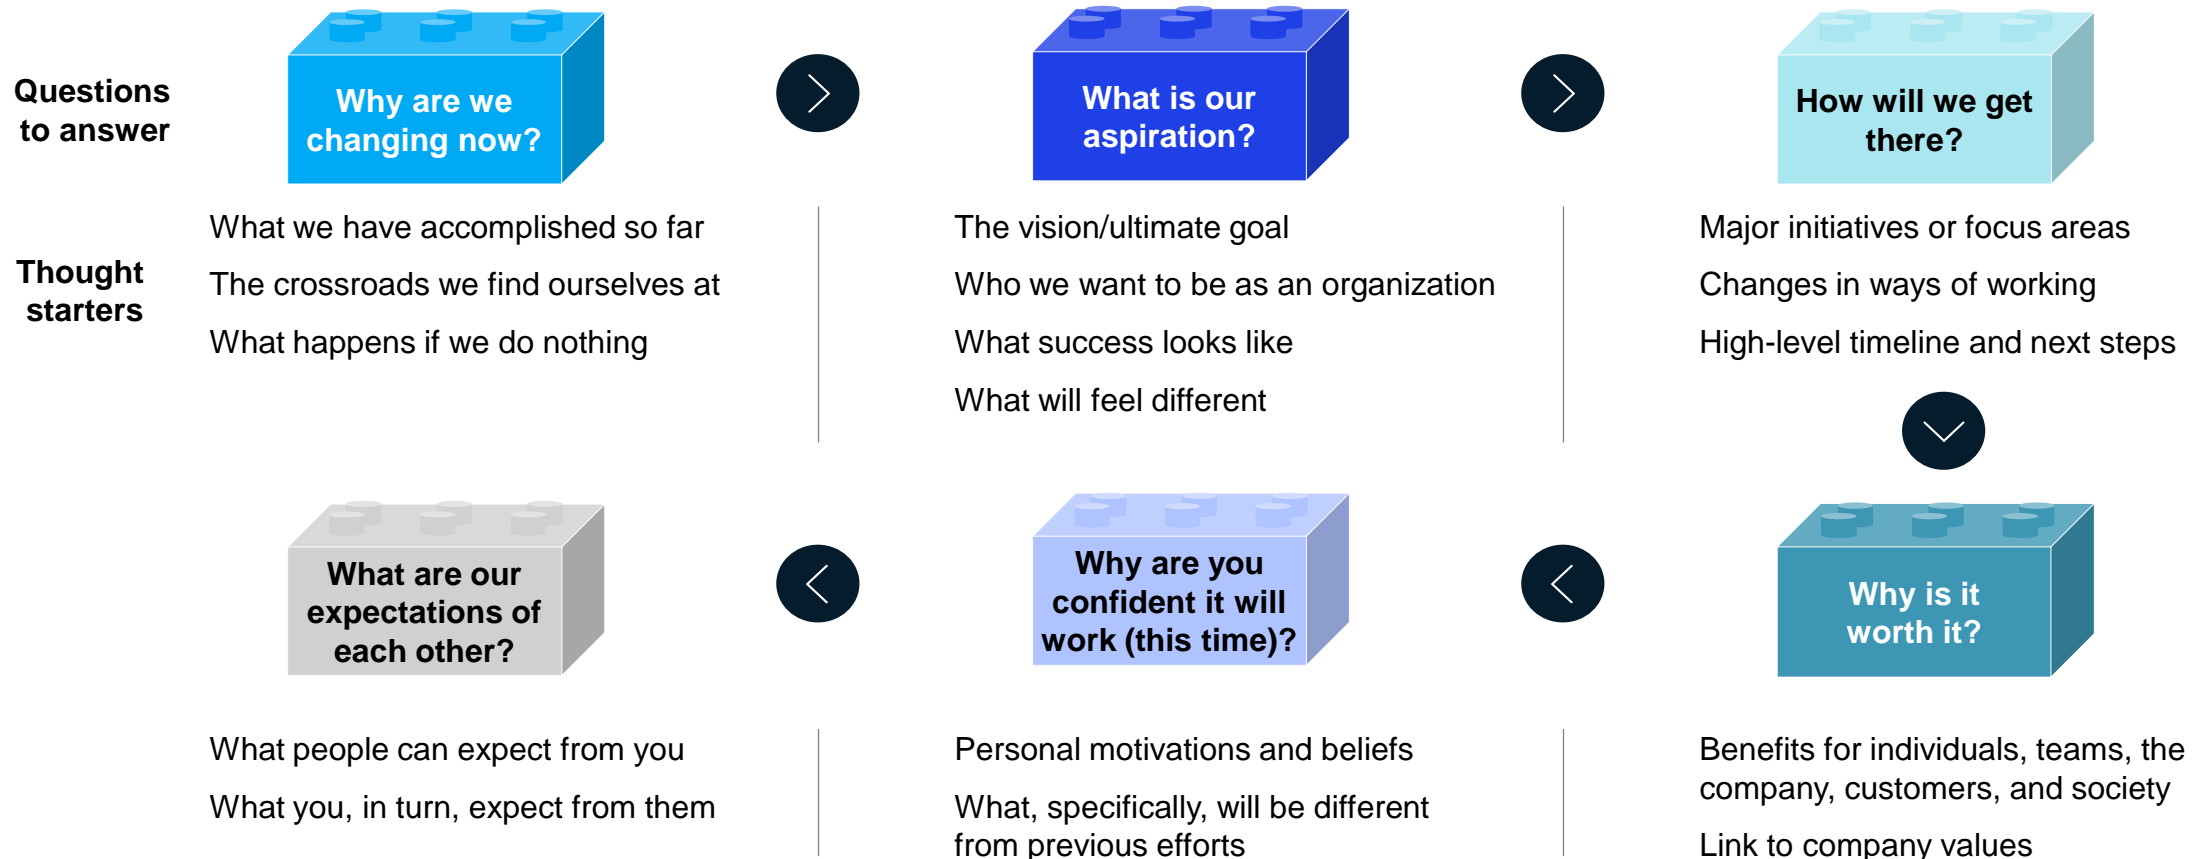 Questions
to answer
Why are we
changing now?
What is our
aspiration?
How will we get
there?
Thought
starters
What we have accomplished so far
The crossroads we find ourselves at
What happens if we do nothing
The vision/ultimate goal
Who we want to be as an organization
What success looks like
What will feel different
Major initiatives or focus areas
Changes in ways of working
High-level timeline and next steps
Why is it
worth it?
Benefits for individuals, teams, the
company, customers, and society
Link to company values
Why are you
confident it will
work (this time)?
Personal motivations and beliefs
What, specifically, will be different
from previous efforts
What are our
expectations of
each other?
What people can expect from you
What you, in turn, expect from them